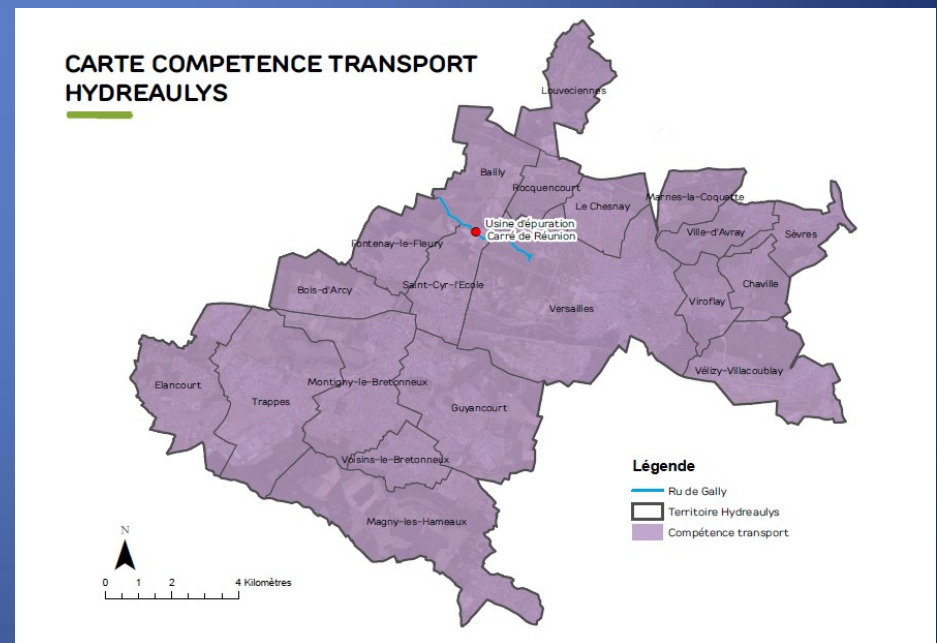 CARTE COMPETENCE TRANSPORT
HYDREAULYS
Louveciennes
Bailly
Rocquencourt
Marnes-la-Coquette
Le Chesnay
Usine d'épuration
Carré de Réunion
Ville-d'Avray
Sèvres
Fontenay-le-Fleury
Bois-d'Arcy
Saint-Cyr-l'Ecole
Chaville
Viroflay
Versailles
Vélizy-Villacoublay
Elancourt
Montigny-le-Bretonneux
Trappes
Guyancourt
Voisins-le-Bretonneux
Magny-les-Hameaux
Légende
Ru de Gally
Territoire Hydreaulys
Compétence transport
N
0 1 2 4 Kilomètres